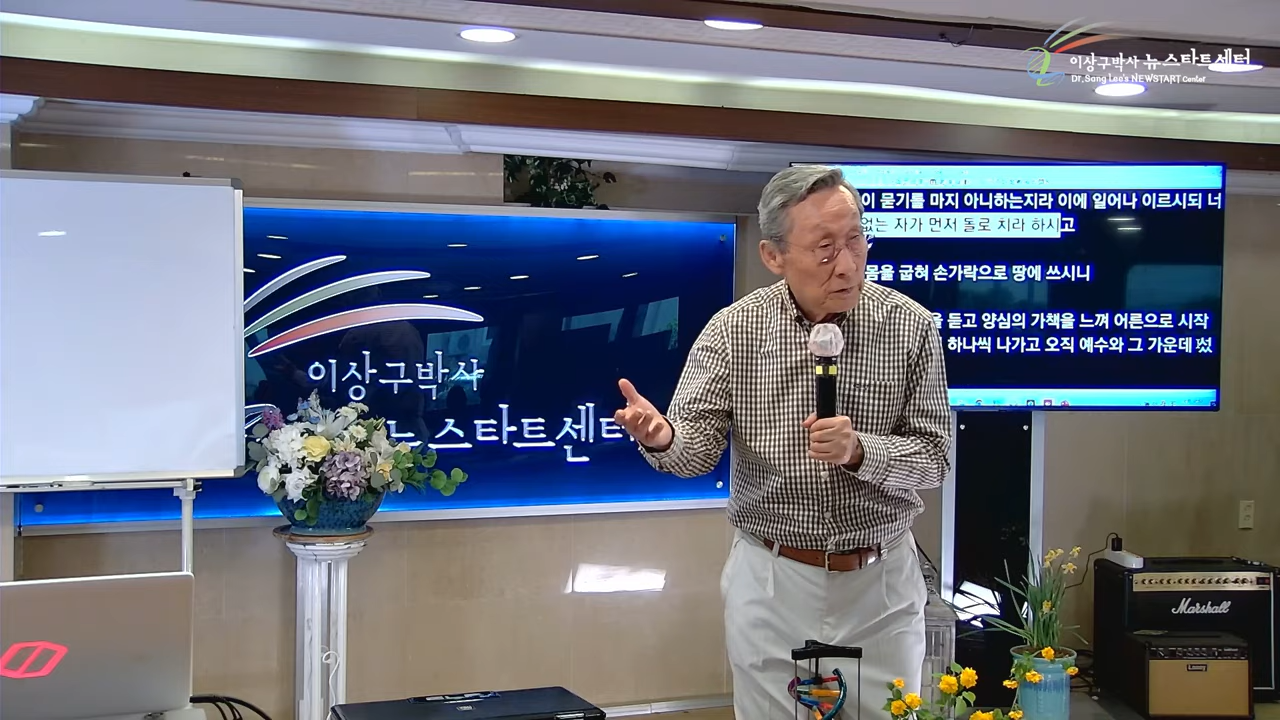 이상구박사 뉴스타트센터
Dr. Sang Lee's NEWSTART Center
이 묻기를 마지 아니하는지라 이에 일어나 이르시되 너
없는 자가 먼저 돌로 치라 하시고
몸을 굽혀 손가락으로 땅에 쓰시니
듣고 양심의 가책을 느껴 어른으로 시작
하나씩 나가고 오직 예수와 그 가운데 섰
이상구박사
뉴스타트센터
Marshall
Laney